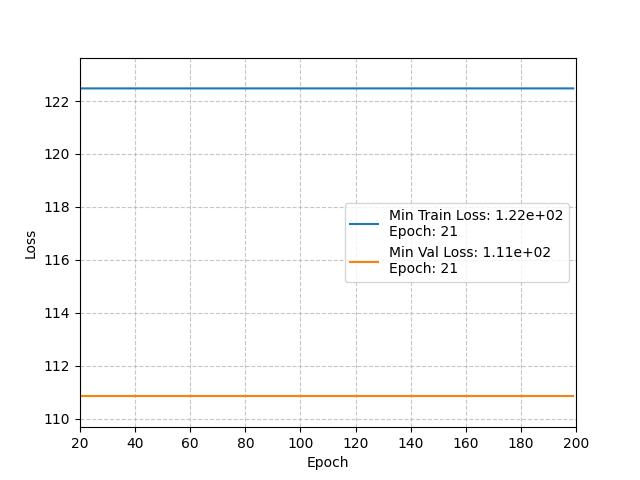 122
120
118
116
114
112
110
Loss
Min Train Loss: 1.22e+02
Epoch: 21
Min Val Loss: 1.11e+02
Epoch: 21
20 40 60 80 100 120 140 160 180 200
Epoch